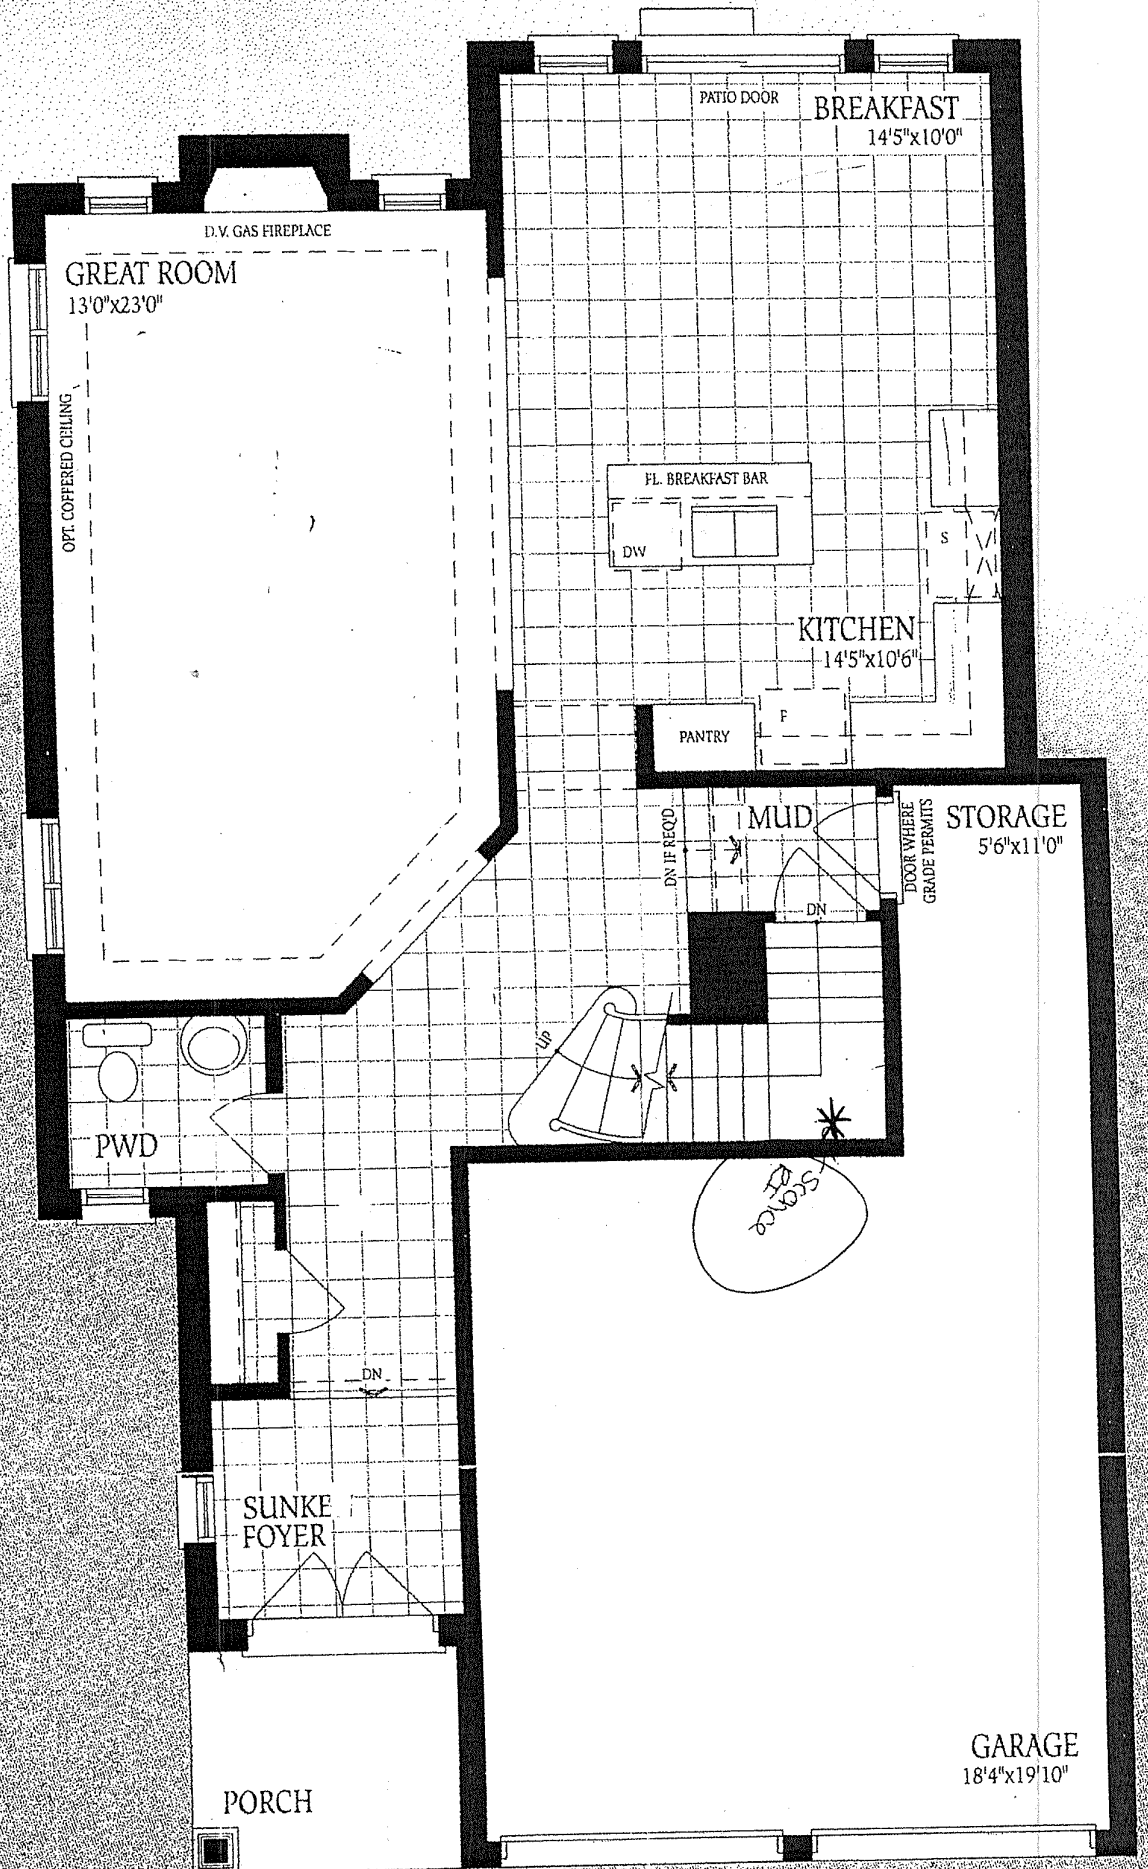 PATIO DOOR
BREAKFAST
14'5"x10'0"
D.V. GAS FIREPLACE
GREAT ROOM
13'0"x23'0"
OPT. COFFERED CEILING
FL. BREAKFAST BAR
DW
S
KITCHEN
14'5"x10'6"
PANTRY
F
DN IF REQ'D
MUD
DOOR WHERE
GRADE PERMITS
STORAGE
5'6"x11'0"
DN
UP
PWD
Sconce
RI
DN
SUNKE
FOYER
GARAGE
18'4"x19'10"
PORCH